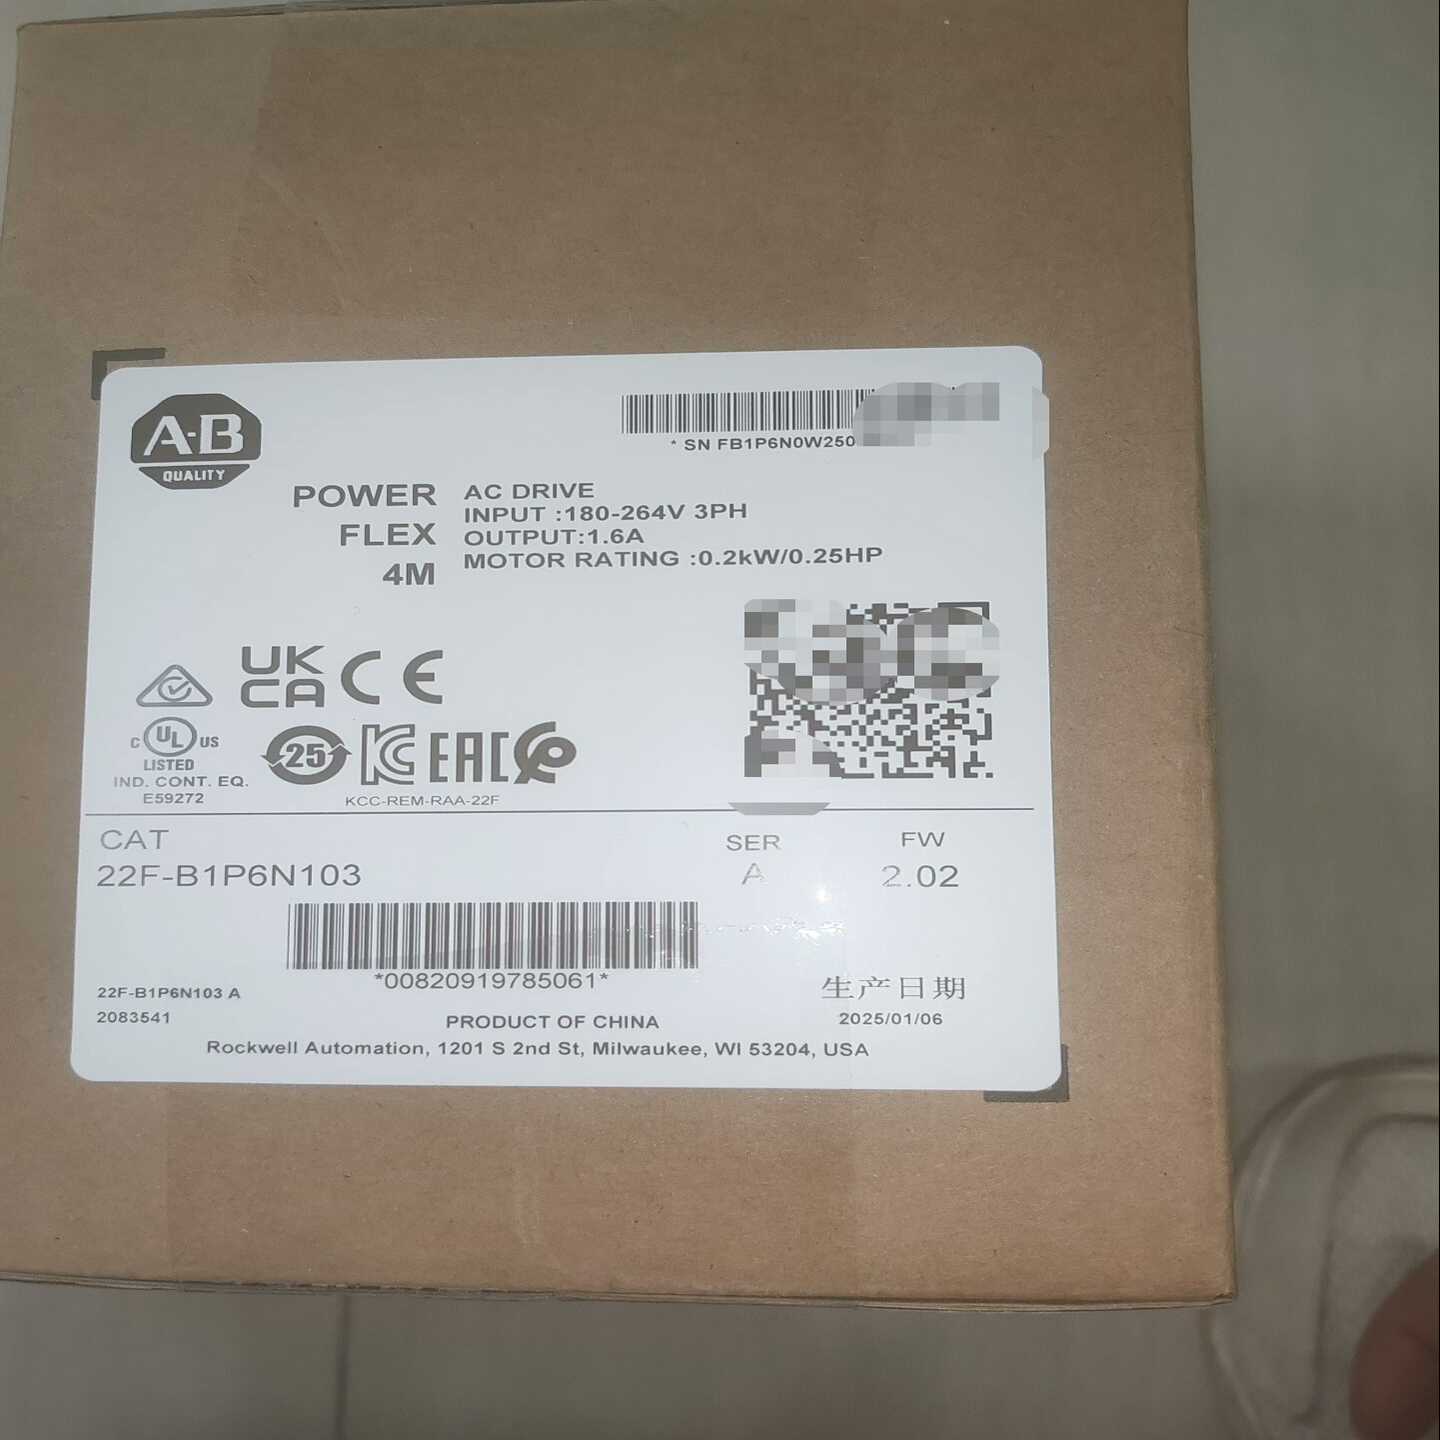 A-B
QUALITY
* SN FB1P6N0W250
POWER
FLEX
4M
AC DRIVE
INPUT :180-264V 3PH
OUTPUT:1.6A
MOTOR RATING :0.2kW/0.25HP
UK
CA
CE
C UL US
LISTED
IND. CONT. EQ.
E59272
25
KC
EAC
KCC-REM-RAA-22F
CAT
22F-B1P6N103
SER
A
FW
2.02
*00820919785061*
22F-B1P6N103 A
2083541
生产日期
2025/01/06
PRODUCT OF CHINA
Rockwell Automation, 1201 S 2nd St, Milwaukee, WI 53204, USA